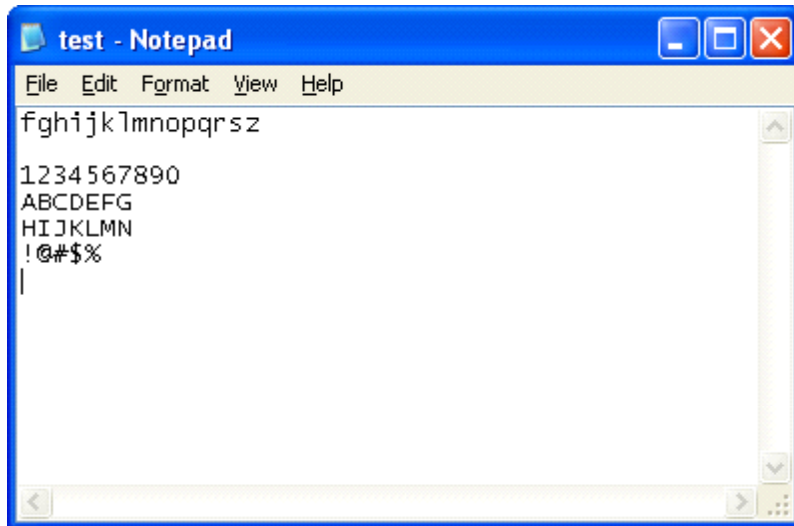 test - Notepad
File Edit Format View Help
fghijklmnopqrsz
1234567890
ABCDEFG
HIJKLMN
!@#$%